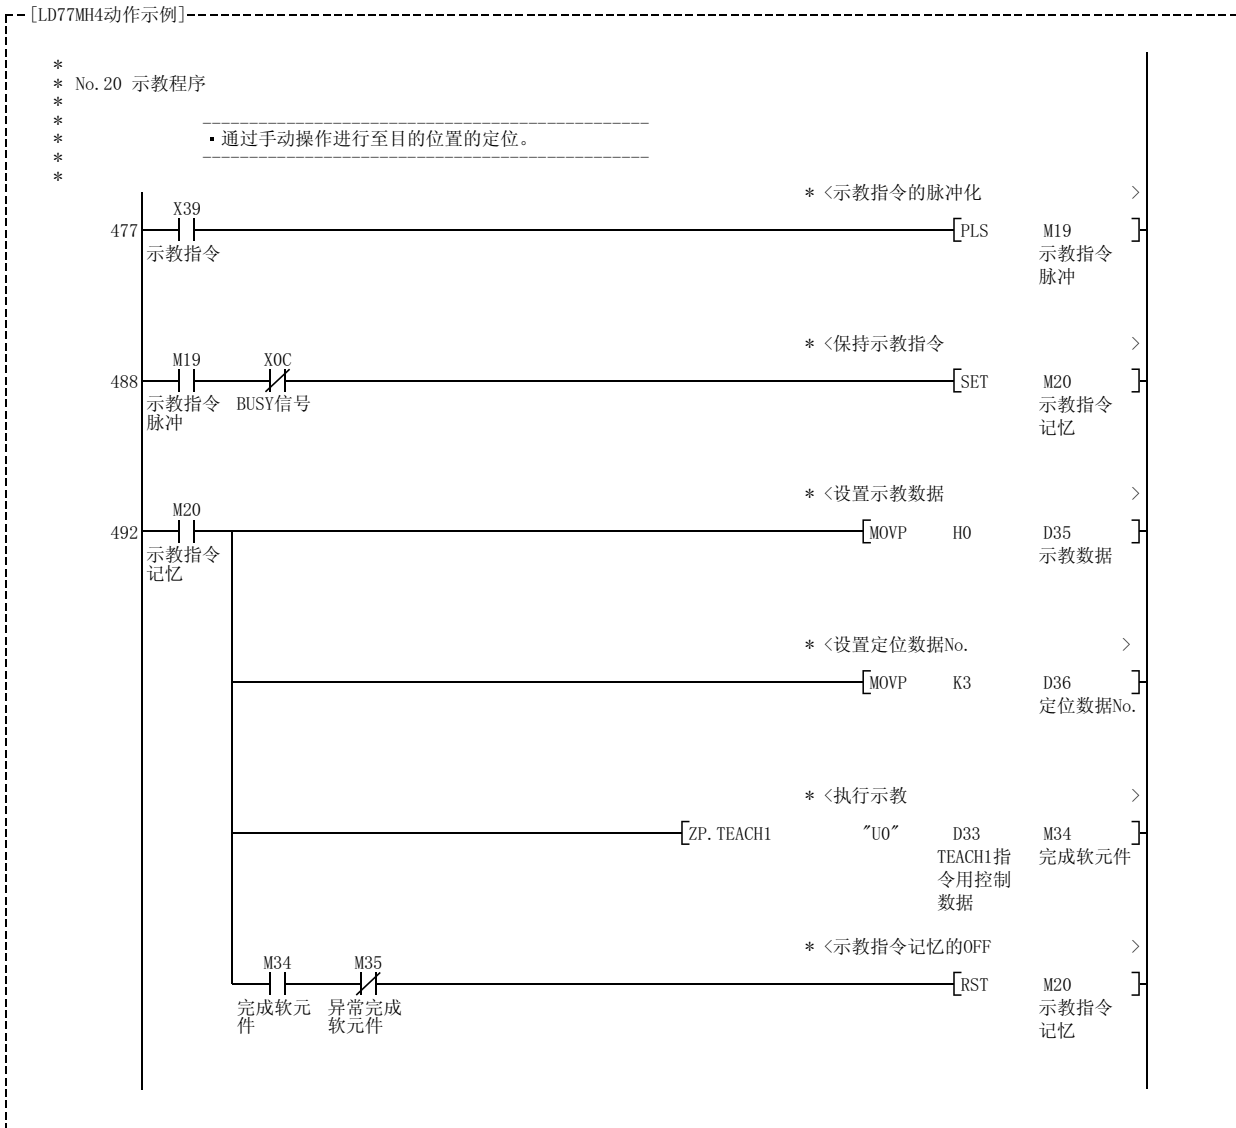 [LD77MH4动作示例]
*
* No.20 示教程序
*
*
* ▪通过手动操作进行至目的位置的定位。
*
*
* <示教指令的脉冲化 >
X39
477 PLS M19
示教指令 示教指令
脉冲
* <保持示教指令 >
M19 X0C
488 SET M20
示教指令 BUSY信号 示教指令
脉冲 记忆
* <设置示教数据 >
M20
492 MOVP H0 D35
示教指令 示教数据
记忆
* <设置定位数据No. >
MOVP K3 D36
定位数据No.
* <执行示教 >
ZP.TEACH1 "U0" D33 M34
TEACH1指 完成软元件
令用控制
数据
* <示教指令记忆的OFF >
M34 M35
RST M20
完成软元 异常完成 示教指令
件 软元件 记忆